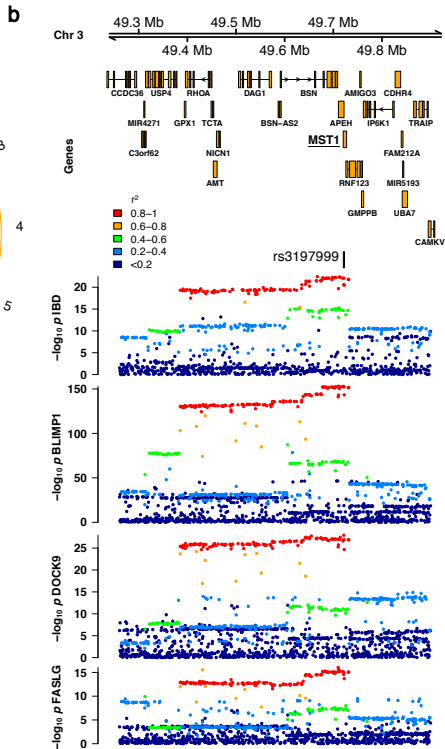 b
49.3 Mb 49.5 Mb 49.7 Mb
Chr 3
49.4 Mb 49.6 Mb 49.8 Mb
CCDC36 USP4 RHOA DAG1 BSN AMIGO3 CDHR4
MIR4271 GPX1 TCTA BSN-AS2 APEH IP6K1 TRAIP
C3orf62 NICN1 MST1 FAM212A
AMT RNF123 MIR5193
GMPPB UBA7
CAMKV
Genes
4
5
r²
0.8–1
0.6–0.8
0.4–0.6
0.2–0.4
<0.2
rs3197999
−log₁₀ p IBD
20
15
10
5
0
−log₁₀ p BLIMP1
150
100
50
0
−log₁₀ p DOCK9
25
20
15
10
5
0
−log₁₀ p FASLG
15
10
5
0